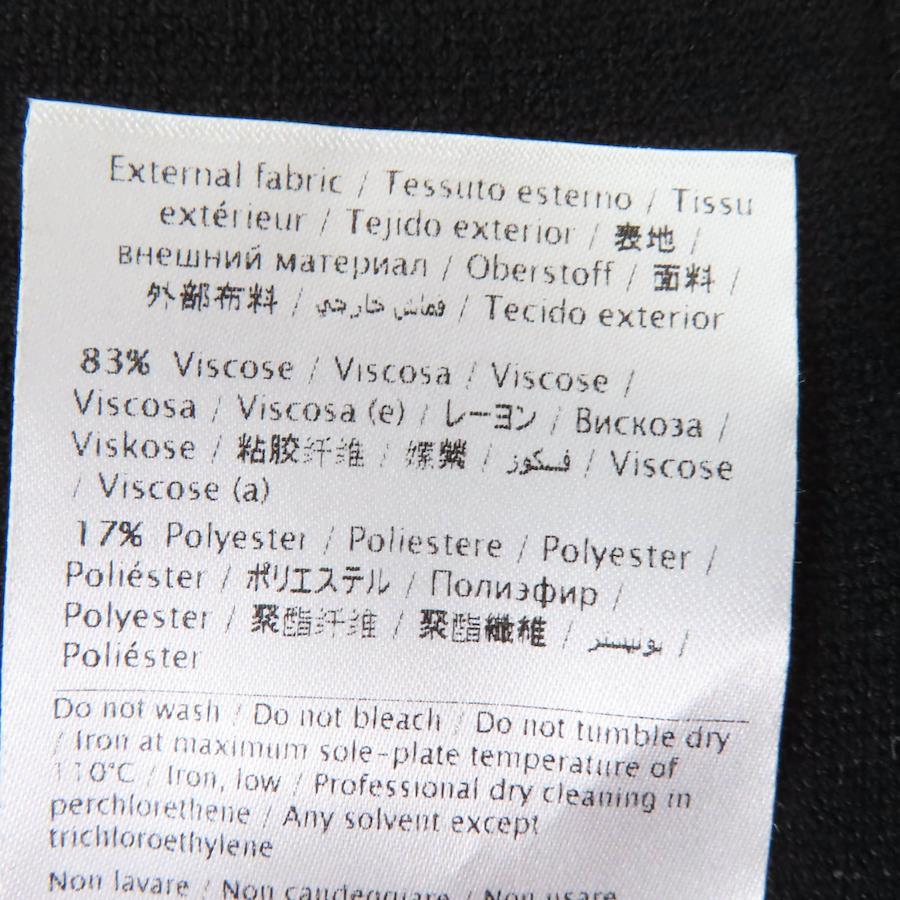 External fabric / Tessuto esterno / Tissu
extérieur / Tejido exterior / 表地 /
внешний материал / Oberstoff / 面料 /
外部布料 / قماش خارجي / Tecido exterior
83% Viscose / Viscosa / Viscose /
Viscosa / Viscosa (e) / レーヨン / Вискоза /
Viskose / 粘胶纤维 / 嫘縈 / فسكوز / Viscose
/ Viscose (a)
17% Polyester / Poliestere / Polyester /
Poliéster / ポリエステル / Полиэфир /
Polyester / 聚酯纤维 / 聚酯纖維 / بوليستر /
Poliéster
Do not wash / Do not bleach / Do not tumble dry
/ Iron at maximum sole-plate temperature of
110°C / Iron, low / Professional dry cleaning in
perchlorethene / Any solvent except
trichloroethylene
Non lavare / Non candeggiare / Non usare